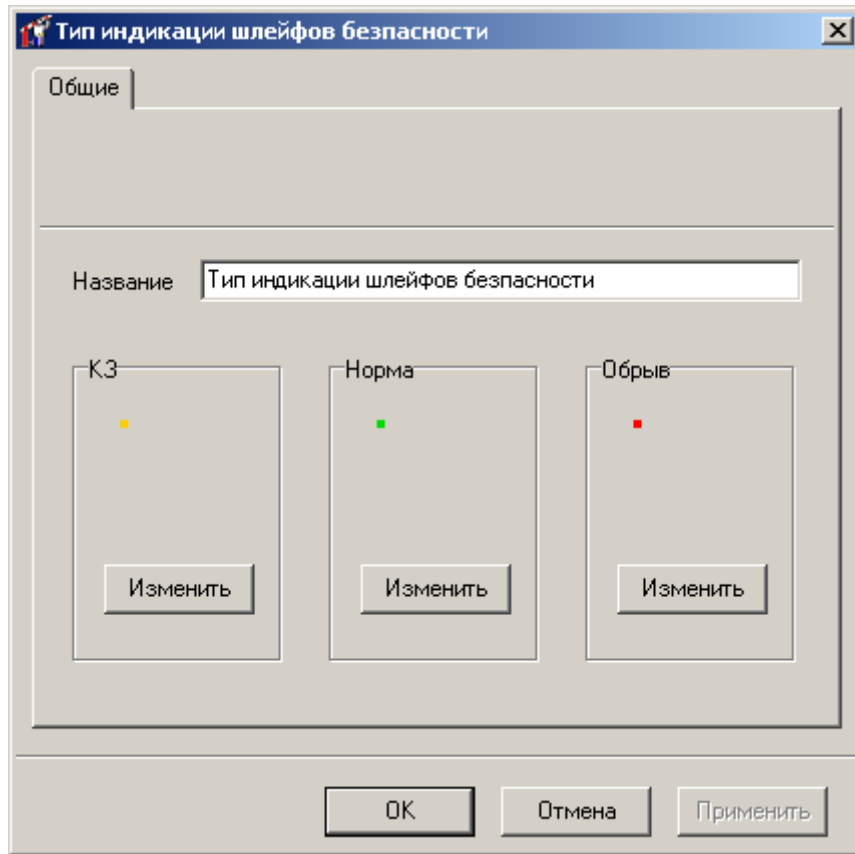 Тип индикации шлейфов безпасности
Общие
Название Тип индикации шлейфов безпасности
КЗ Норма Обрыв
Изменить Изменить Изменить
OK Отмена Применить